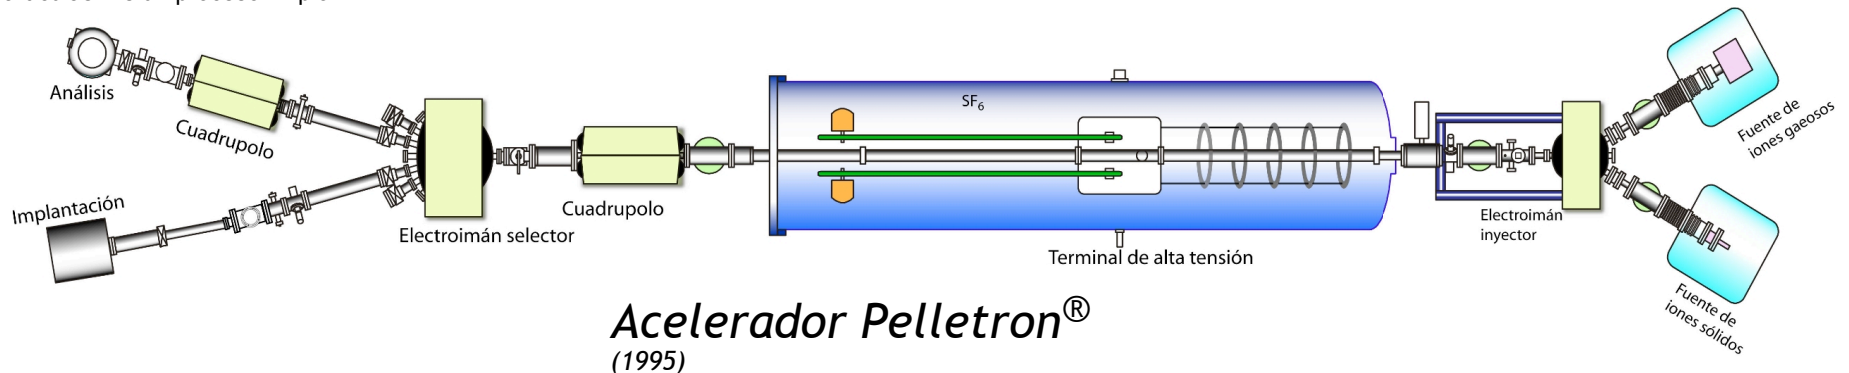 Análisis
Cuadrupolo
Implantación
Electroimán selector
Cuadrupolo
SF6
Terminal de alta tensión
Electroimán
inyector
Fuente de
iones gaeosos
Fuente de
iones sólidos
Acelerador Pelletron®
(1995)